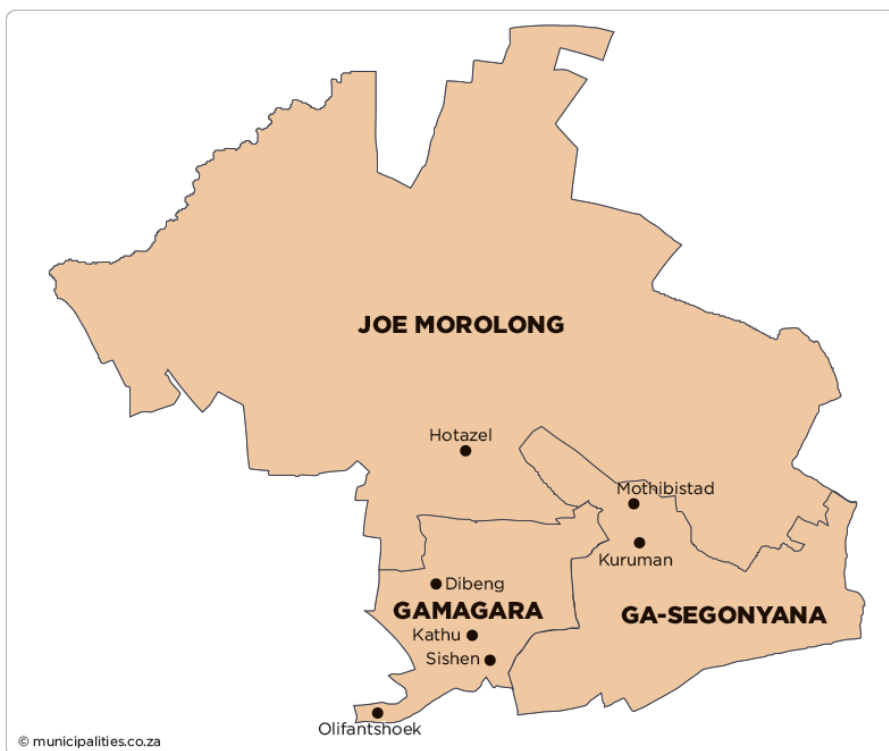 JOE MOROLONG
Hotazel
Mothibistad
Kuruman
Dibeng
GAMAGARA
GA-SEGONYANA
Kathu
Sishen
Olifantshoek
© municipalities.co.za